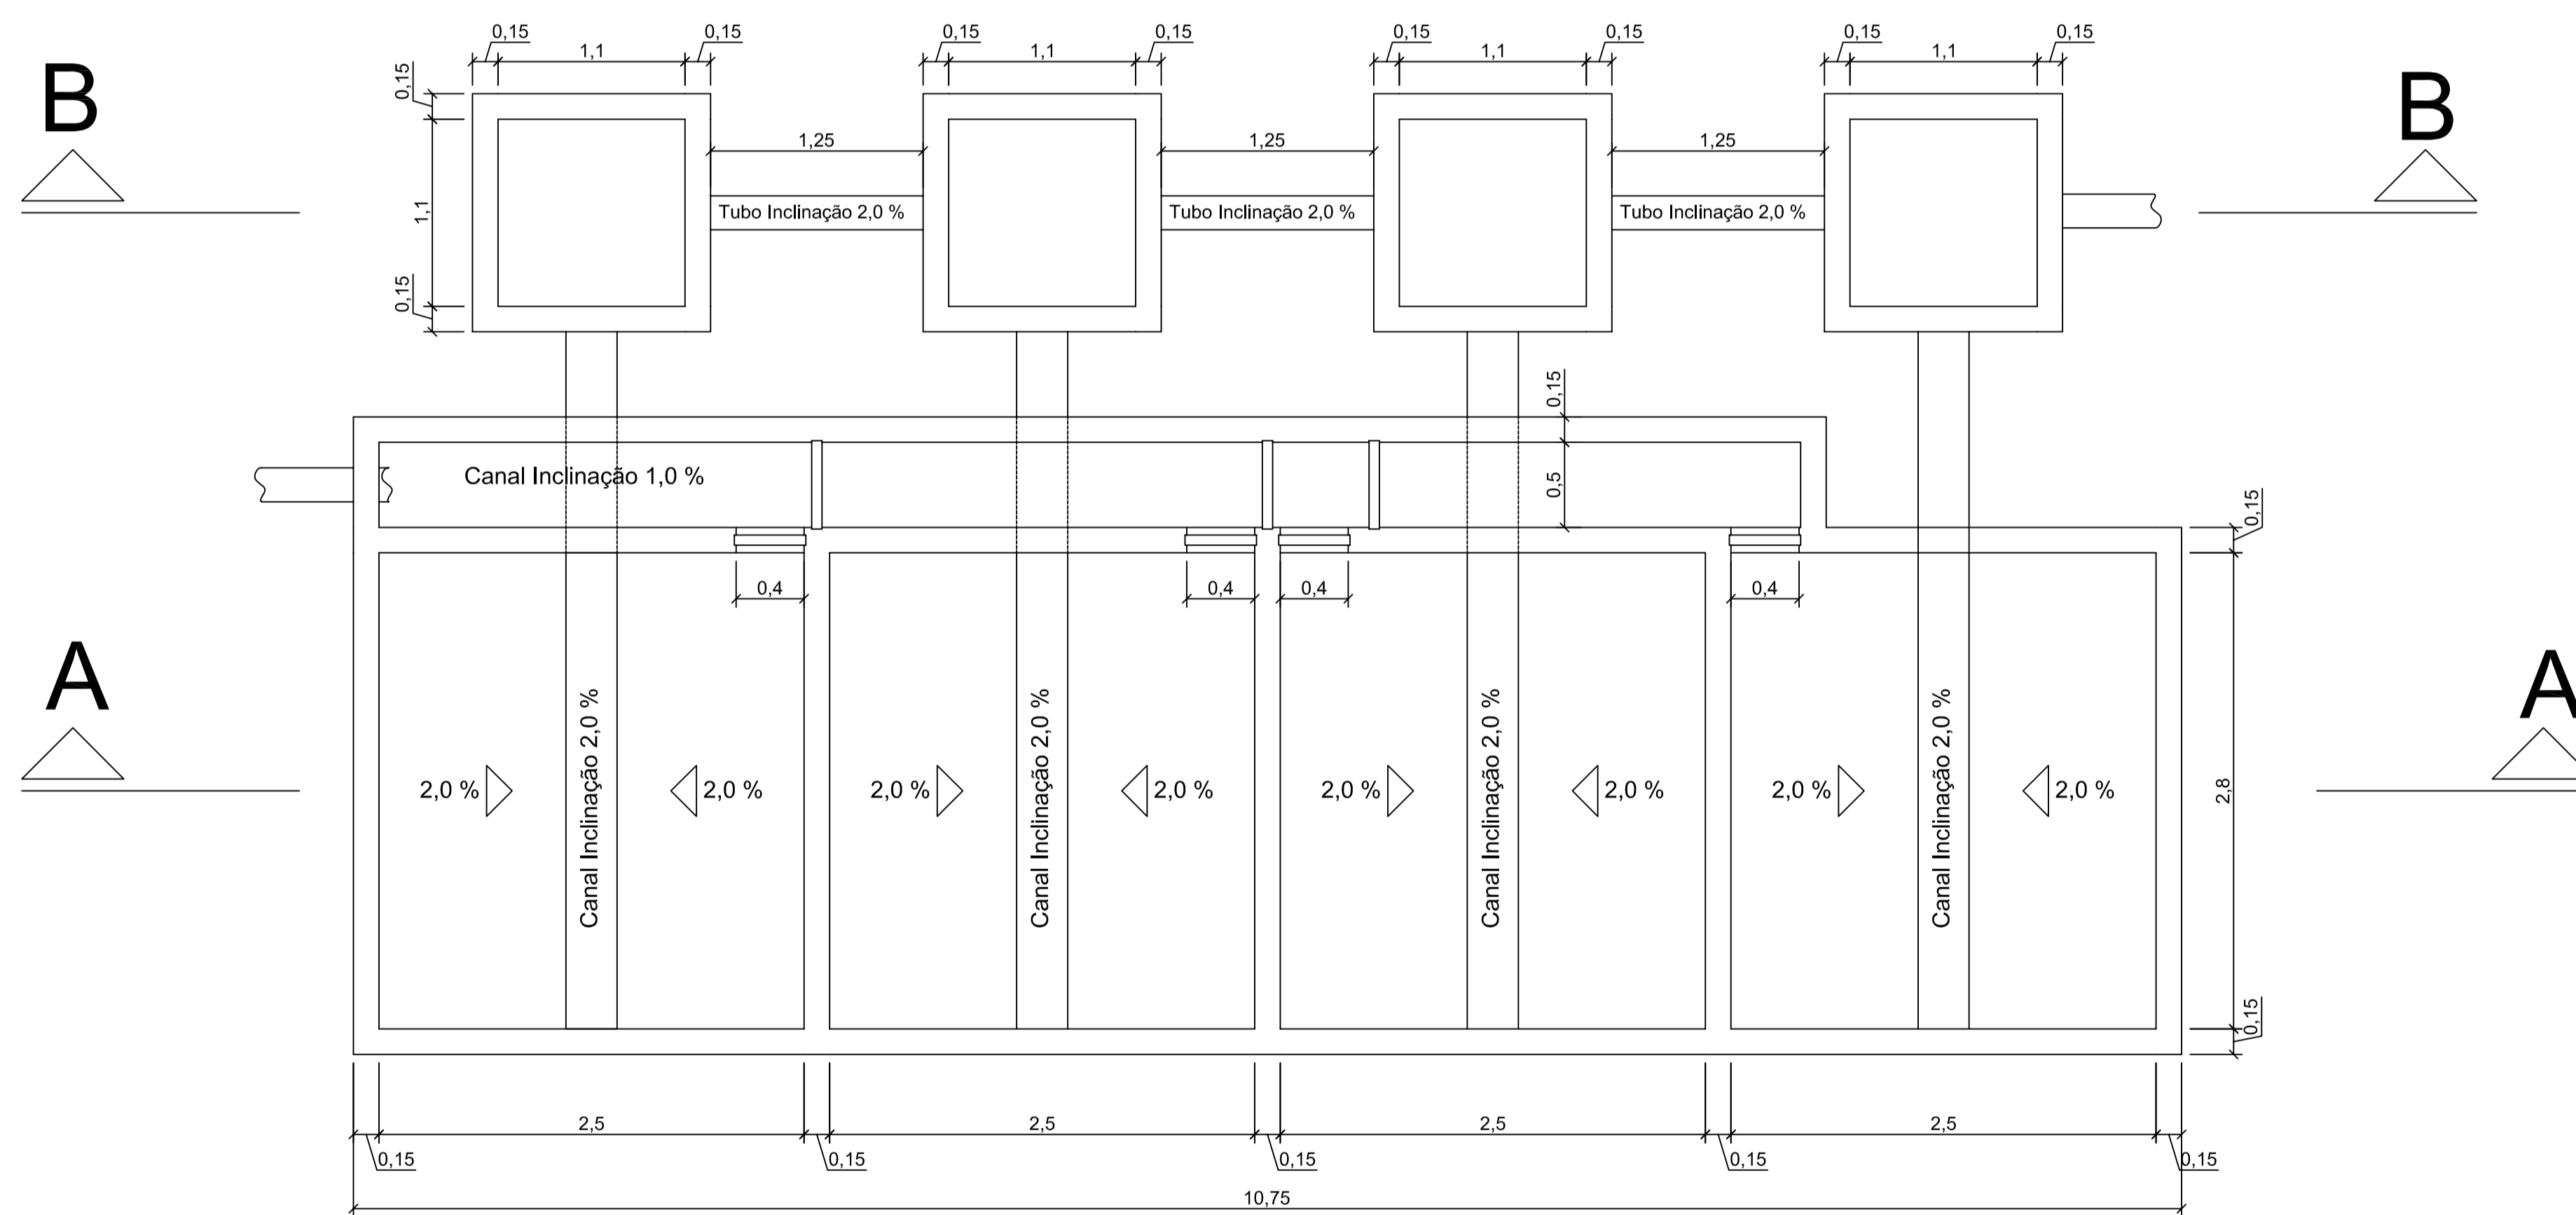 0,15 1,1 0,15 0,15 1,1 0,15 0,15 1,1 0,15 0,15 1,1 0,15
B 0,15 B
1,25 1,25 1,25
1,1 Tubo Inclinação 2,0 % Tubo Inclinação 2,0 % Tubo Inclinação 2,0 %
0,15
0,15
Canal Inclinação 1,0 % 0,5
0,15
0,4 0,4 0,4 0,4
A A
Canal Inclinação 2,0 % Canal Inclinação 2,0 % Canal Inclinação 2,0 % Canal Inclinação 2,0 %
2,0 % 2,0 % 2,0 % 2,0 % 2,0 % 2,0 % 2,0 % 2,0 % 2,8
0,15
2,5 2,5 2,5 2,5
0,15 0,15 0,15 0,15 0,15
10,75